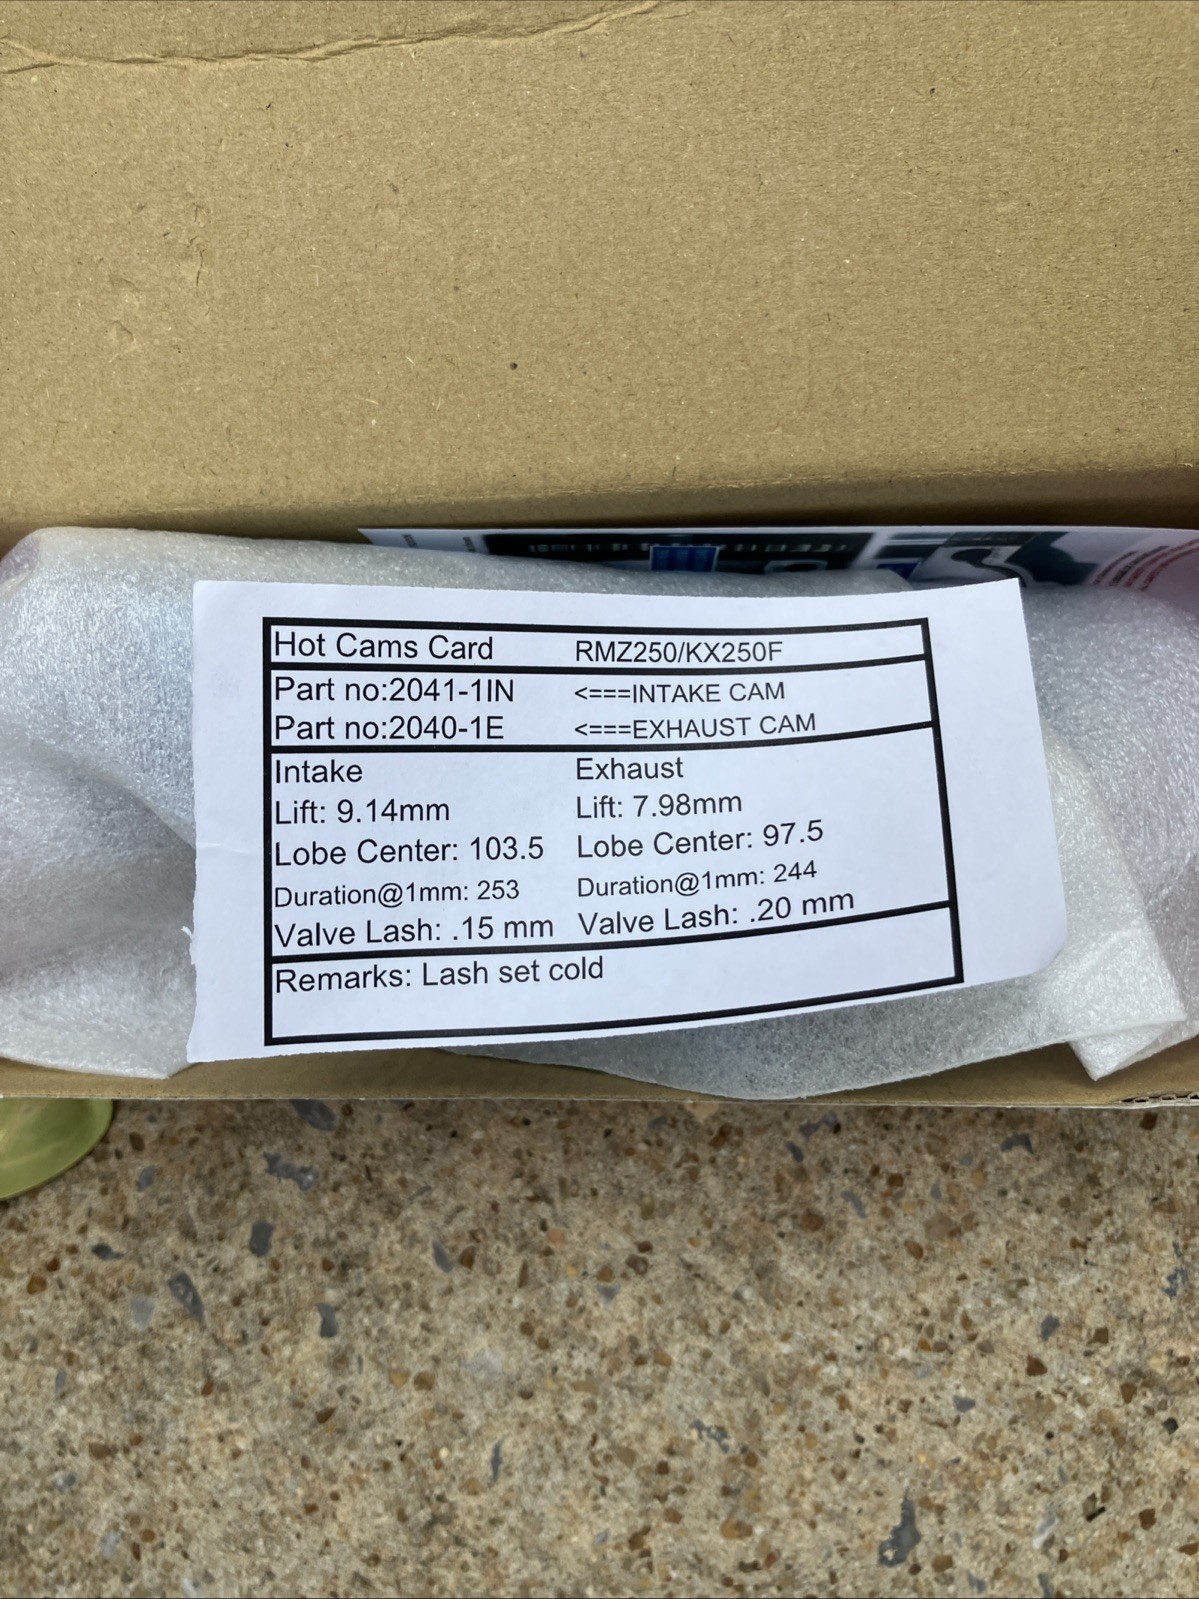 Hot Cams Card RMZ250/KX250F
Part no:2041-1IN <===INTAKE CAM
Part no:2040-1E <===EXHAUST CAM
Intake Exhaust
Lift: 9.14mm Lift: 7.98mm
Lobe Center: 103.5 Lobe Center: 97.5
Duration@1mm: 253 Duration@1mm: 244
Valve Lash: .15 mm Valve Lash: .20 mm
Remarks: Lash set cold